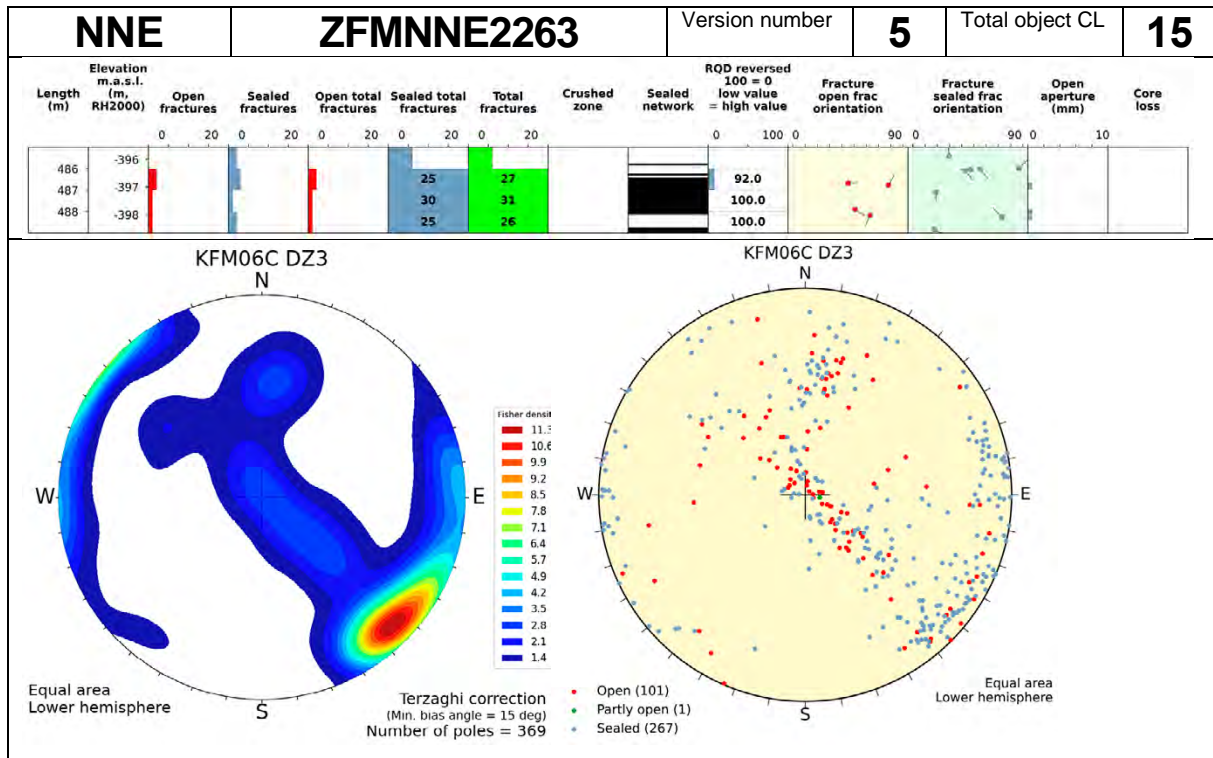 NNE ZFMNNE2263 Version number 5 Total object CL 15
Length (m)
Elevation m.a.s.l. (m, RH2000)
Open fractures
Sealed fractures
Open total fractures
Sealed total fractures
Total fractures
Crushed zone
Sealed network
RQD reversed 100 = 0 low value = high value
Fracture open frac orientation
Fracture sealed frac orientation
Open aperture (mm)
Core loss
0 20 0 20 0 20 0 20 0 20 0 100 0 90 0 90 0 10
-396
486 25 27 92.0
487 -397
30 31 100.0
488 -398 25 26 100.0
KFM06C DZ3
N
W
E
S
Fisher densit
11.3
10.6
9.9
9.2
8.5
7.8
7.1
6.4
5.7
4.9
4.2
3.5
2.8
2.1
1.4
Equal area
Lower hemisphere
Terzaghi correction
(Min. bias angle = 15 deg)
Number of poles = 369
KFM06C DZ3
N
W
E
S
Open (101)
Partly open (1)
Sealed (267)
Equal area
Lower hemisphere